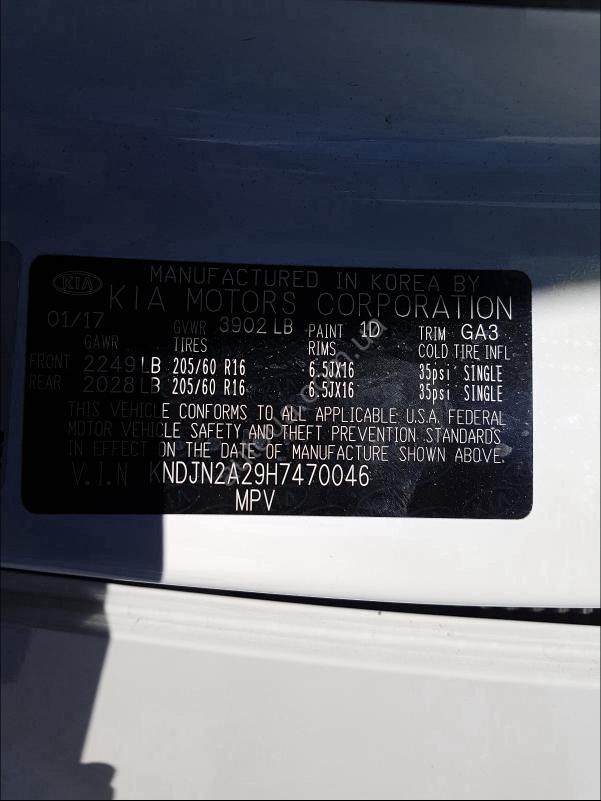 KIA
MANUFACTURED IN KOREA BY
KIA MOTORS CORPORATION
01/17 GVWR 3902 LB PAINT 1D TRIM GA3
GAWR TIRES RIMS COLD TIRE INFL
FRONT 2249 LB 205/60 R16 6.5JX16 35psi SINGLE
REAR 2028 LB 205/60 R16 6.5JX16 35psi SINGLE
THIS VEHICLE CONFORMS TO ALL APPLICABLE U.S.A. FEDERAL
MOTOR VEHICLE SAFETY AND THEFT PREVENTION STANDARDS
IN EFFECT ON THE DATE OF MANUFACTURE SHOWN ABOVE.
V.I.N KNDJN2A29H7470046
MPV